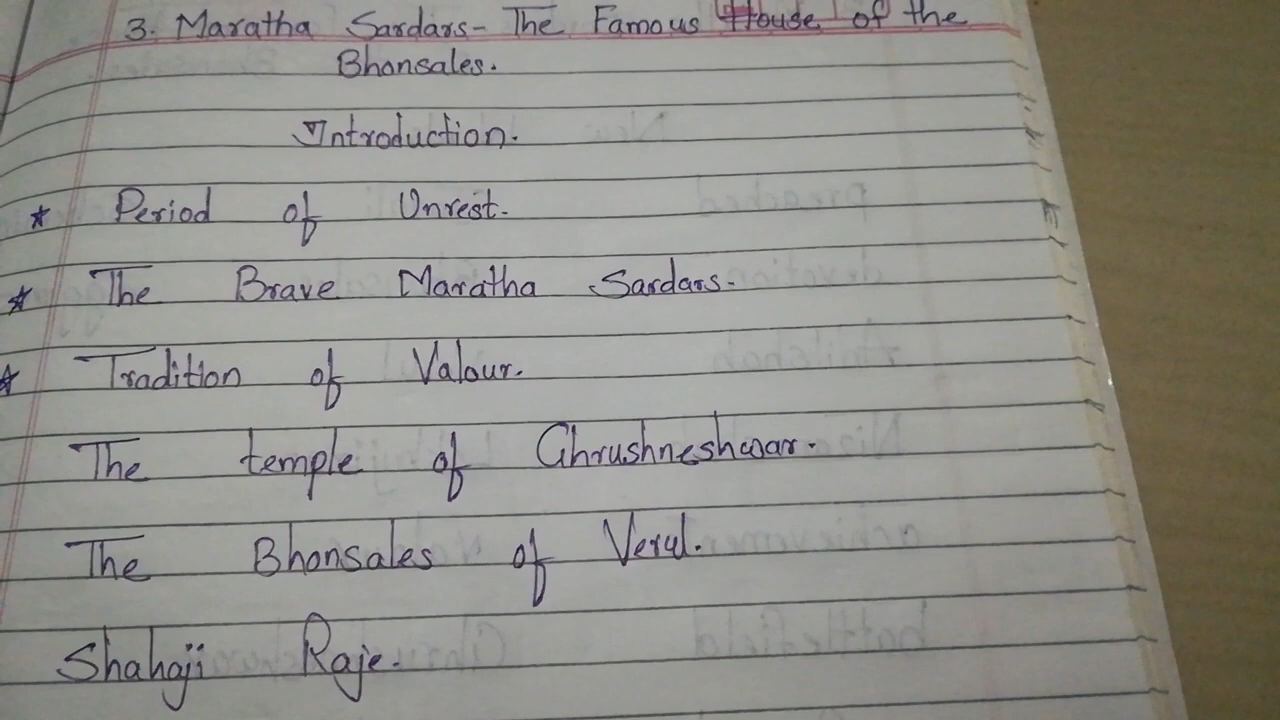 3. Maratha Sardars- The Famous House of the
Bhonsales.
Introduction.
* Period of Unrest.
* The Brave Maratha Sardars.
* Tradition of Valour.
The temple of Ghrushneshwar.
The Bhonsales of Verul.
Shahaji Raje.